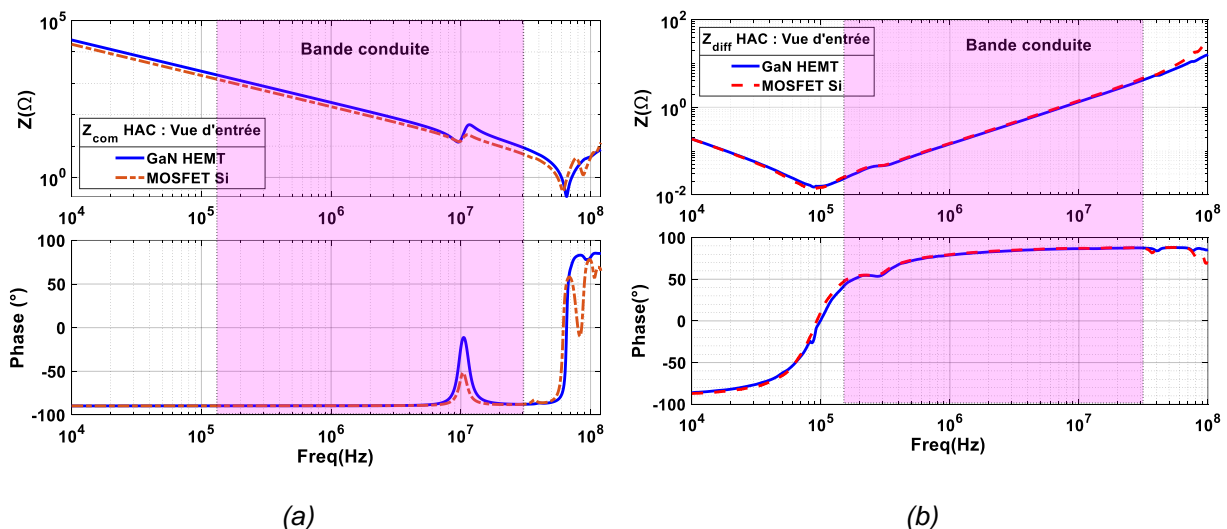 10^5
Bande conduite
Z(Ω)
Z_com HAC : Vue d'entrée
GaN HEMT
MOSFET Si
10^0
10^4 10^5 10^6 10^7 10^8
100
50
0
-50
-100
Phase (°)
10^4 10^5 10^6 10^7 10^8
Freq(Hz)
(a)
10^2
Z_diff HAC : Vue d'entrée
GaN HEMT
MOSFET Si
Bande conduite
Z(Ω)
10^0
10^-2
10^4 10^5 10^6 10^7 10^8
100
50
0
-50
-100
Phase(°)
10^4 10^5 10^6 10^7 10^8
Freq(Hz)
(b)